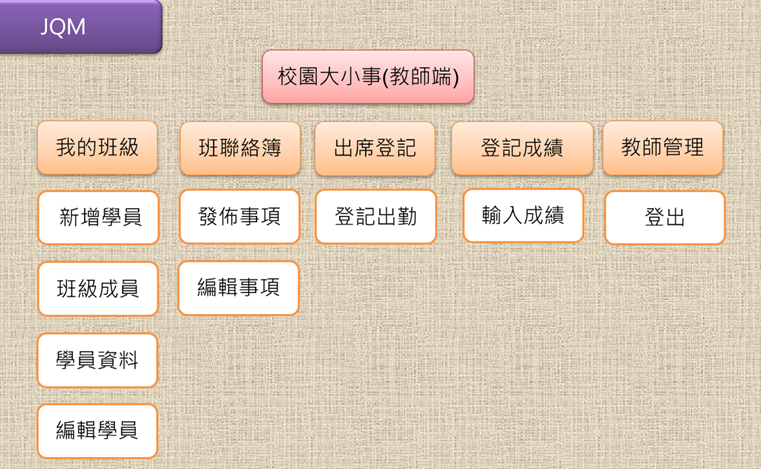 JQM
校園大小事(教師端)
我的班級
班聯絡簿
出席登記
登記成績
教師管理
新增學員
發佈事項
登記出勤
輸入成績
登出
班級成員
編輯事項
學員資料
編輯學員